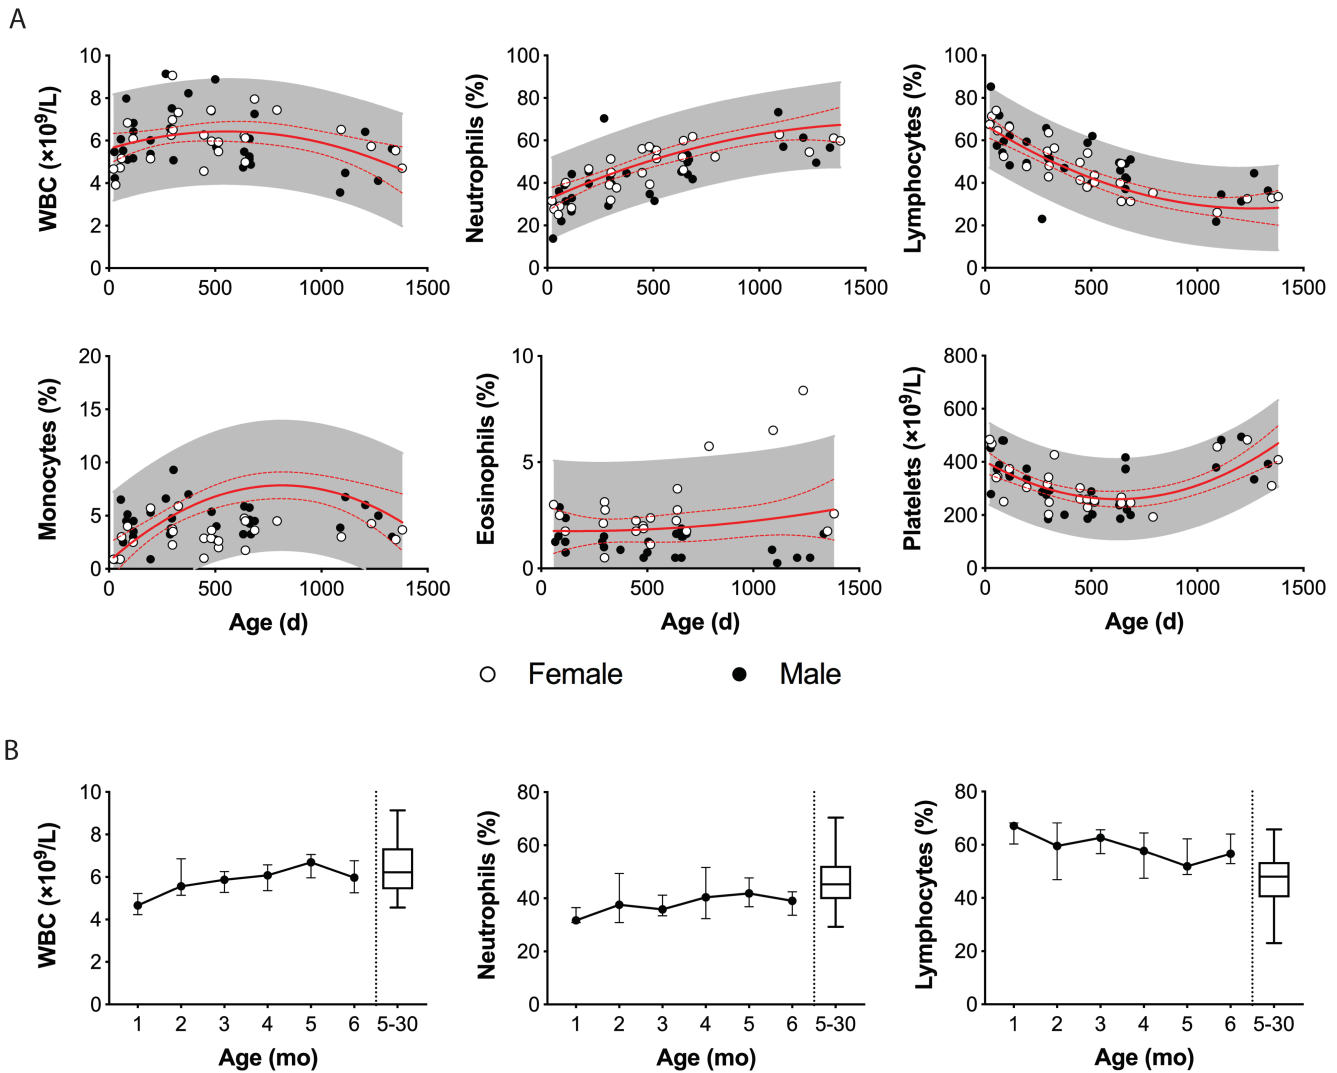 A
WBC (×10⁹/L)
10
8
6
4
2
0
0 500 1000 1500
Neutrophils (%)
100
80
60
40
20
0
0 500 1000 1500
Lymphocytes (%)
100
80
60
40
20
0
0 500 1000 1500
Monocytes (%)
20
15
10
5
0
0 500 1000 1500
Age (d)
Eosinophils (%)
10
5
0
0 500 1000 1500
Age (d)
Platelets (×10⁹/L)
800
600
400
200
0
0 500 1000 1500
Age (d)
Female Male
B
WBC (×10⁹/L)
10
8
6
4
2
0
1 2 3 4 5 6 5-30
Age (mo)
Neutrophils (%)
80
60
40
20
0
1 2 3 4 5 6 5-30
Age (mo)
Lymphocytes (%)
80
60
40
20
0
1 2 3 4 5 6 5-30
Age (mo)